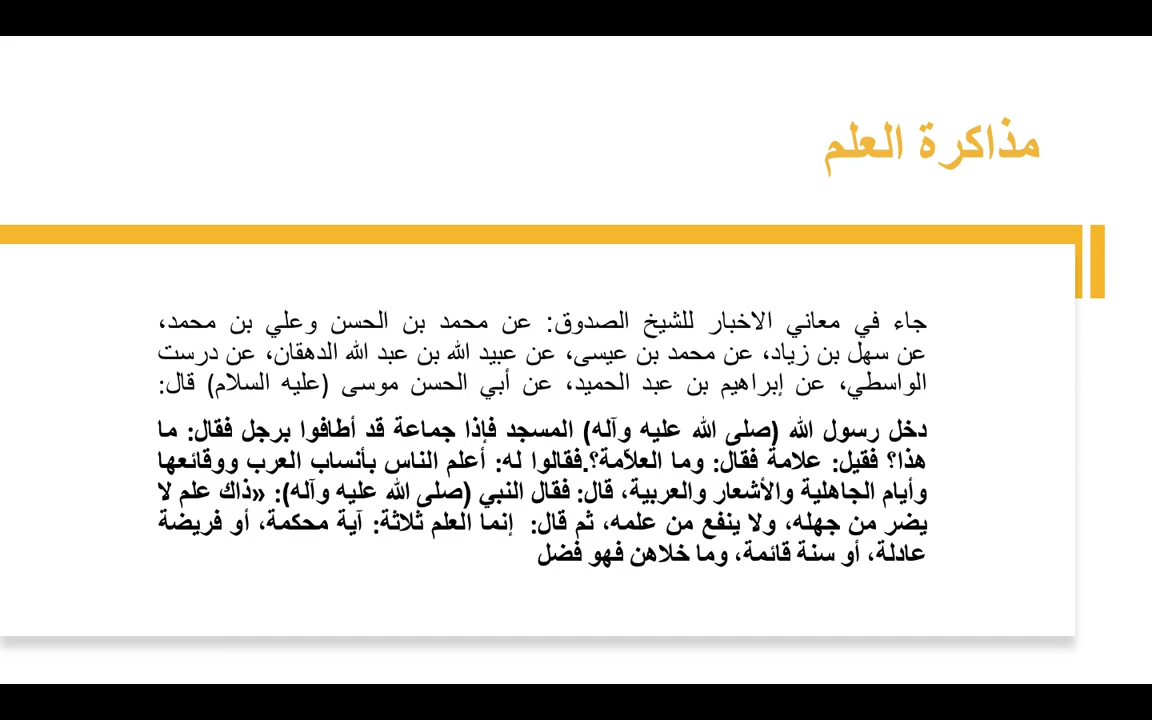 مذاكرة العلم
جاء في معاني الاخبار للشيخ الصدوق: عن محمد بن الحسن وعلي بن محمد،
عن سهل بن زياد، عن محمد بن عيسى، عن عبيد الله بن عبد الله الدهقان، عن درست
الواسطي، عن إبراهيم بن عبد الحميد، عن أبي الحسن موسى (عليه السلام) قال:
دخل رسول الله (صلى الله عليه وآله) المسجد فإذا جماعة قد أطافوا برجل فقال: ما
هذا؟ فقيل: علامة فقال: وما العلاّمة؟.فقالوا له: أعلم الناس بأنساب العرب ووقائعها
وأيام الجاهلية والأشعار والعربية، قال: فقال النبي (صلى الله عليه وآله): «ذاك علم لا
يضر من جهله، ولا ينفع من علمه، ثم قال: إنما العلم ثلاثة: آية محكمة، أو فريضة
عادلة، أو سنة قائمة، وما خلاهن فهو فضل